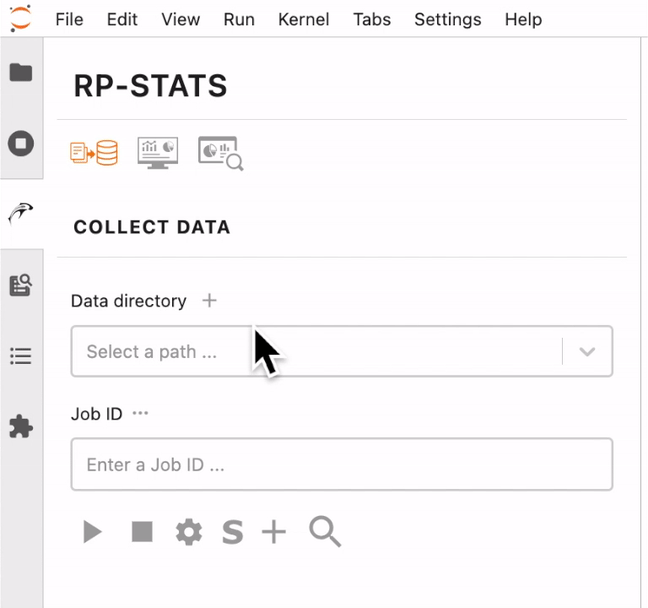 File Edit View Run Kernel Tabs Settings Help
RP-STATS
COLLECT DATA
Data directory +
Select a path ...
Job ID ...
Enter a Job ID ...
S